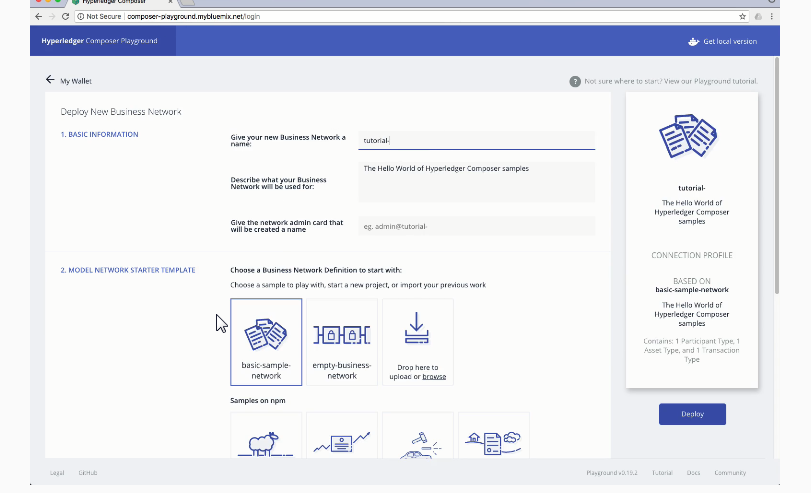 Hyperledger Composer
Not Secure | composer-playground.mybluemix.net/login
Hyperledger Composer Playground
Get local version
My Wallet
Not sure where to start? View our Playground tutorial.
Deploy New Business Network
1. BASIC INFORMATION
Give your new Business Network a
name:
tutorial-
Describe what your Business
Network will be used for:
The Hello World of Hyperledger Composer samples
Give the network admin card that
will be created a name
eg. admin@tutorial-
2. MODEL NETWORK STARTER TEMPLATE
Choose a Business Network Definition to start with:
Choose a sample to play with, start a new project, or import your previous work
basic-sample-
network
empty-business-
network
Drop here to
upload or browse
Samples on npm
tutorial-
The Hello World of
Hyperledger Composer
samples
CONNECTION PROFILE
BASED ON
basic-sample-network
The Hello World of
Hyperledger Composer
samples
Contains: 1 Participant Type, 1
Asset Type, and 1 Transaction
Type
Deploy
Legal
GitHub
Playground v0.19.2
Tutorial
Docs
Community